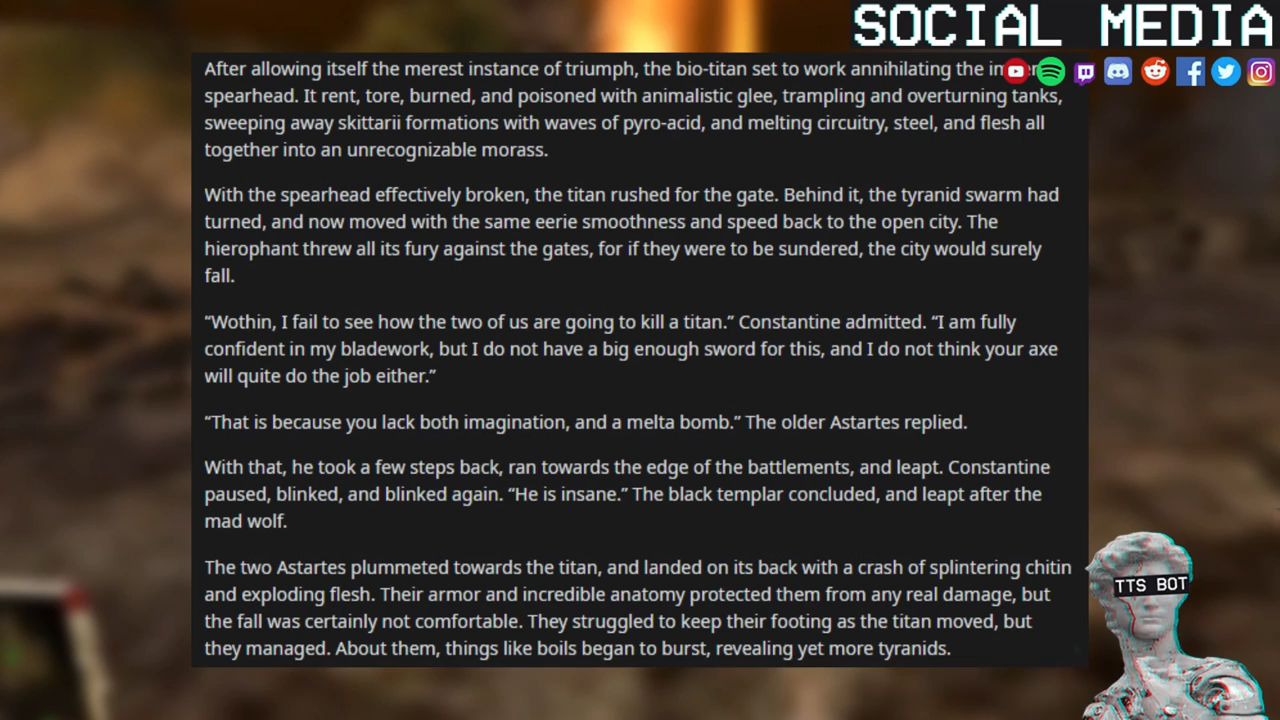 SOCIAL MEDIA
After allowing itself the merest instance of triumph, the bio-titan set to work annihilating the
spearhead. It rent, tore, burned, and poisoned with animalistic glee, trampling and overturning tanks,
sweeping away skittarii formations with waves of pyro-acid, and melting circuitry, steel, and flesh all
together into an unrecognizable morass.
With the spearhead effectively broken, the titan rushed for the gate. Behind it, the tyranid swarm had
turned, and now moved with the same eerie smoothness and speed back to the open city. The
hierophant threw all its fury against the gates, for if they were to be sundered, the city would surely
fall.
“Wothin, I fail to see how the two of us are going to kill a titan.” Constantine admitted. “I am fully
confident in my bladework, but I do not have a big enough sword for this, and I do not think your axe
will quite do the job either.”
“That is because you lack both imagination, and a melta bomb.” The older Astartes replied.
With that, he took a few steps back, ran towards the edge of the battlements, and leapt. Constantine
paused, blinked, and blinked again. “He is insane.” The black templar concluded, and leapt after the
mad wolf.
The two Astartes plummeted towards the titan, and landed on its back with a crash of splintering chitin
and exploding flesh. Their armor and incredible anatomy protected them from any real damage, but
the fall was certainly not comfortable. They struggled to keep their footing as the titan moved, but
they managed. About them, things like boils began to burst, revealing yet more tyranids.
TTS BOT